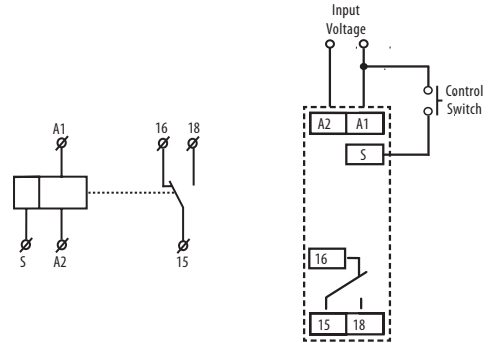 Input
Voltage
A1
16
18
S
A2
15
A2
A1
S
Control
Switch
16
15
18